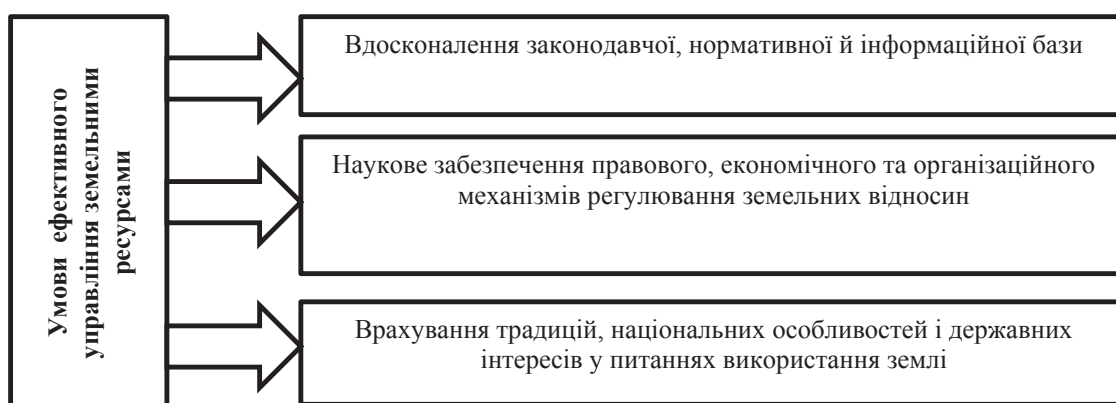 Умови ефективного
управління земельними
ресурсами
Вдосконалення законодавчої, нормативної й інформаційної бази
Наукове забезпечення правового, економічного та організаційного
механізмів регулювання земельних відносин
Врахування традицій, національних особливостей і державних
інтересів у питаннях використання землі